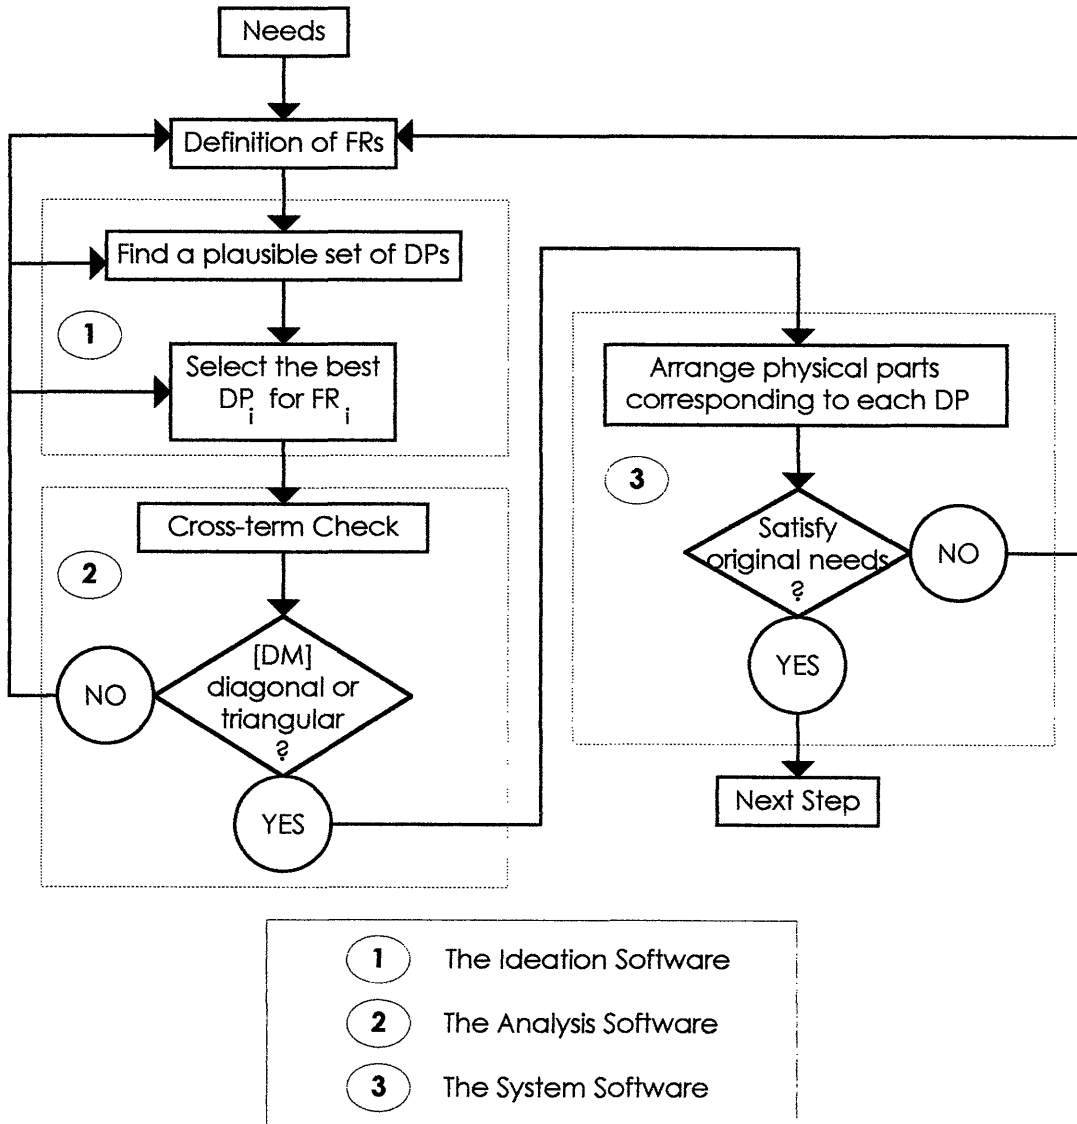 Needs
Definition of FRs
Find a plausible set of DPs
1
Select the best
DPi for FRi
Cross-term Check
2
[DM]
diagonal or
triangular
?
NO
YES
Arrange physical parts
corresponding to each DP
3
Satisfy
original needs
?
NO
YES
Next Step
1 The Ideation Software
2 The Analysis Software
3 The System Software